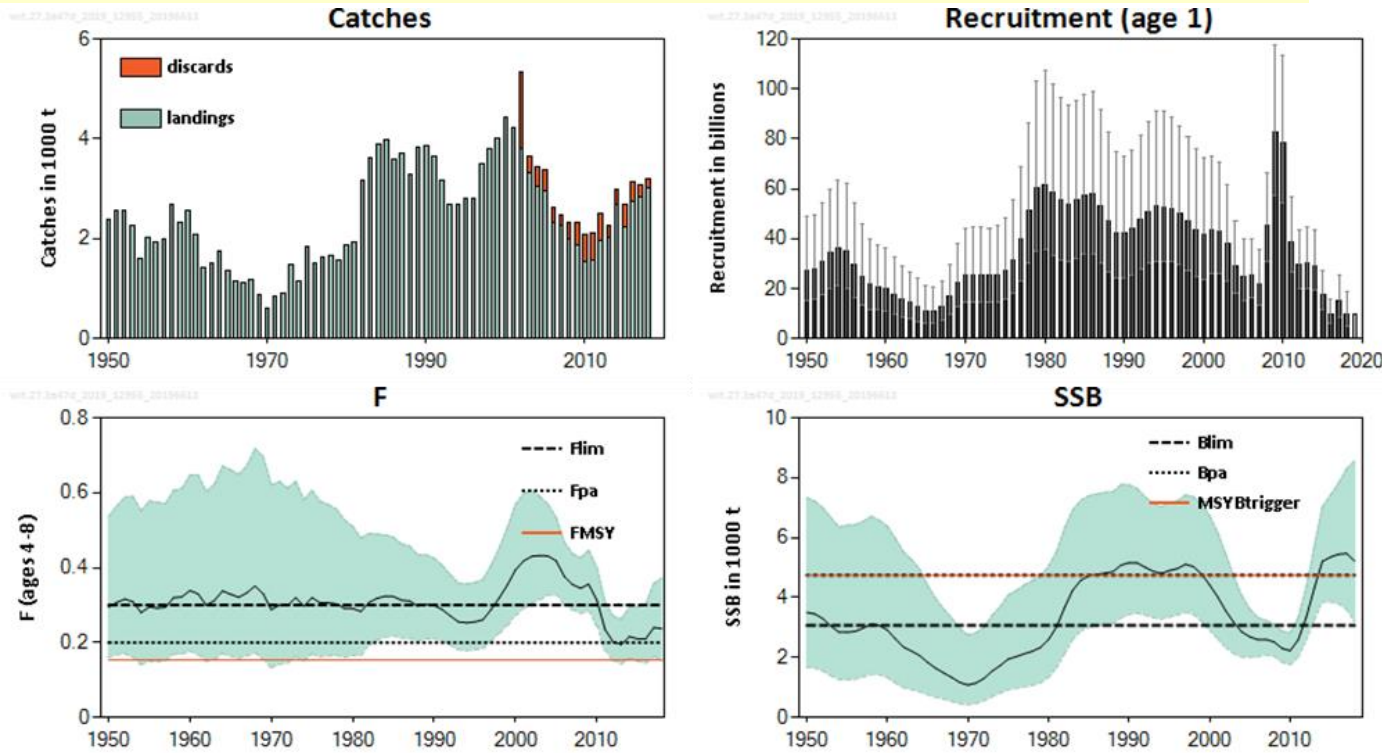 Catches
6
4
2
0
Catches in 1000 t
discards
landings
1950 1970 1990 2010
Recruitment (age 1)
120
100
80
60
40
20
0
Recruitment in billions
1950 1960 1970 1980 1990 2000 2010 2020
F
0.8
0.6
0.4
0.2
0
F (ages 4-8)
Flim
Fpa
FMSY
1950 1960 1970 1980 1990 2000 2010
SSB
10
8
6
4
2
0
SSB in 1000 t
Blim
Bpa
MSYBtrigger
1950 1960 1970 1980 1990 2000 2010